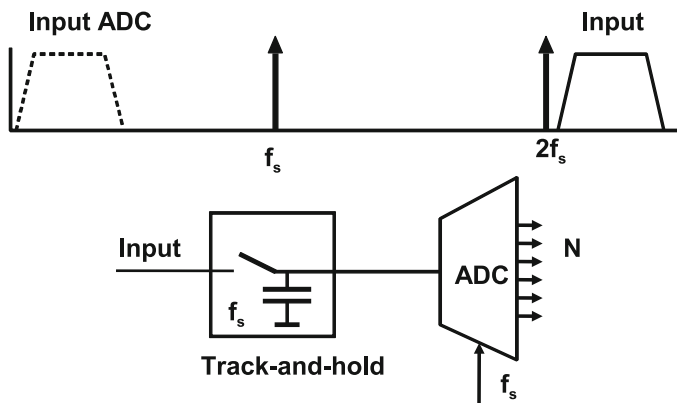 Input ADC
Input
fₛ
2fₛ
Input
fₛ
ADC
N
Track-and-hold
fₛ